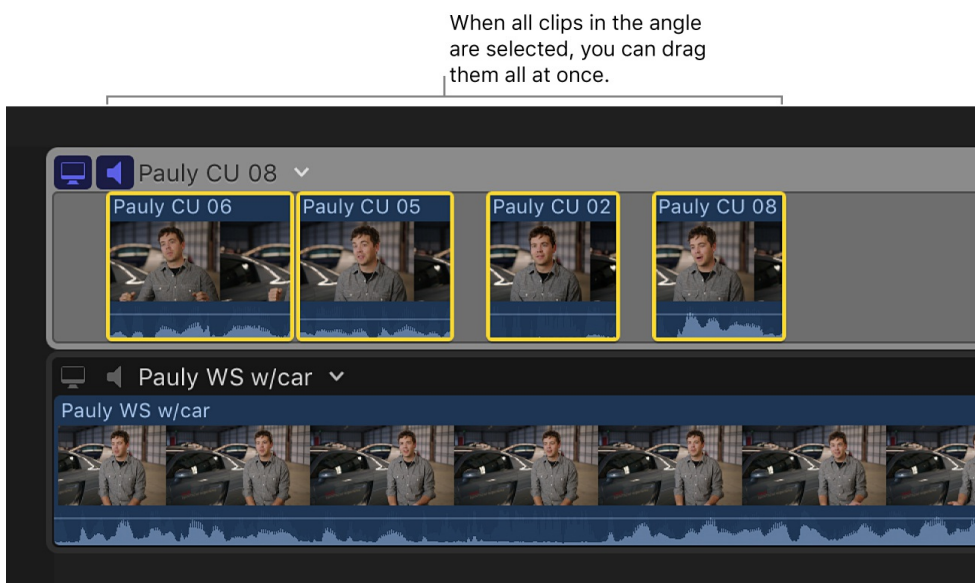 When all clips in the angle
are selected, you can drag
them all at once.
Pauly CU 08
Pauly CU 06
Pauly CU 05
Pauly CU 02
Pauly CU 08
Pauly WS w/car
Pauly WS w/car